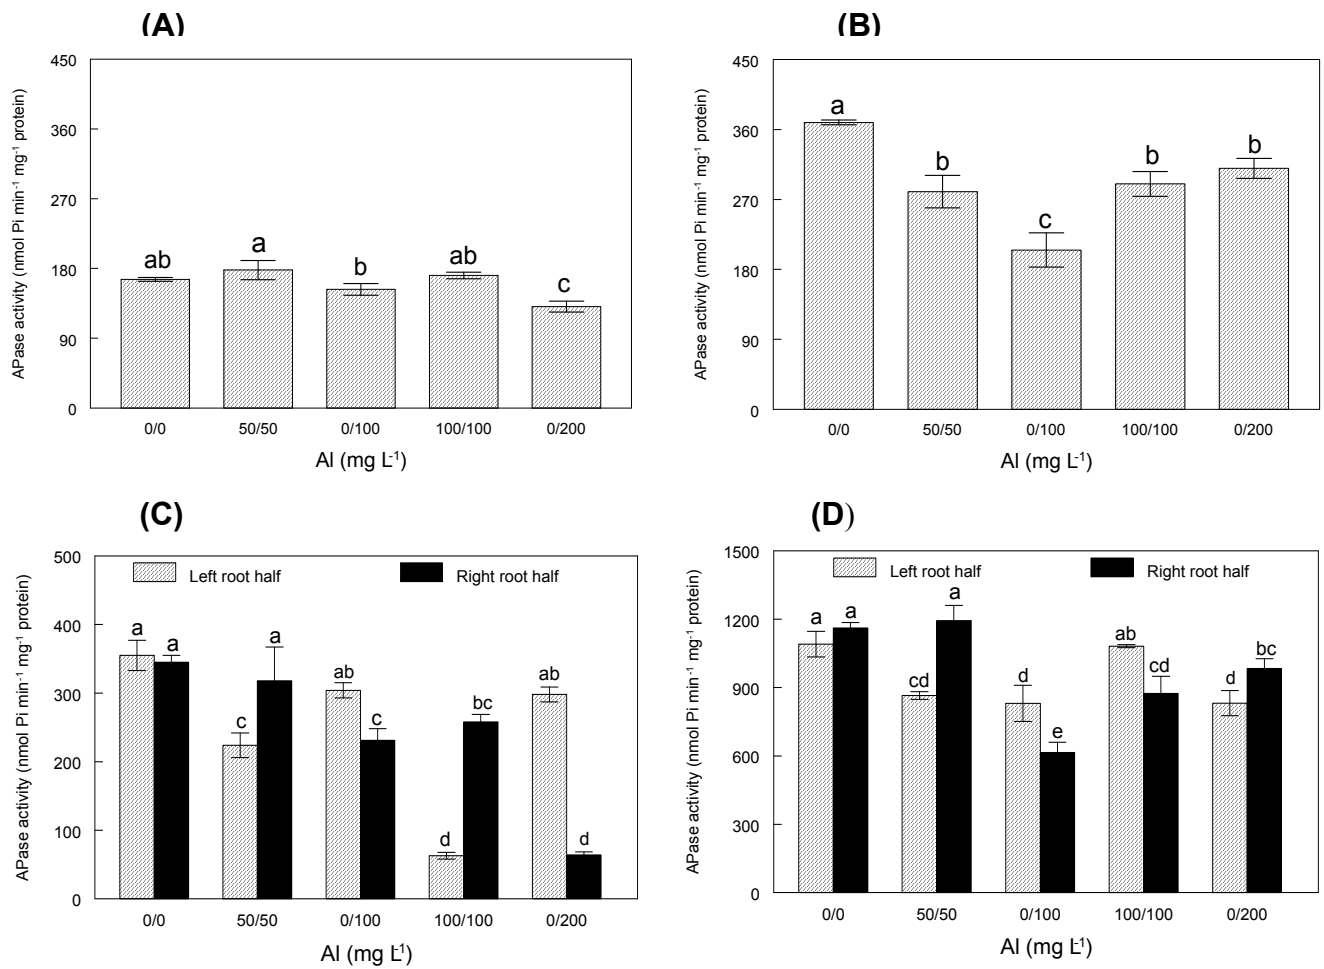 (A)
450
360
270
180
90
0
APase activity (nmol Pi min-1 mg-1 protein)
ab
a
b
ab
c
0/0 50/50 0/100 100/100 0/200
Al (mg L-1)
(B)
450
360
270
180
90
0
APase activity (nmol Pi min-1 mg-1 protein)
a
b
c
b
b
0/0 50/50 0/100 100/100 0/200
Al (mg L-1)
(C)
500
400
300
200
100
0
APase activity (nmol Pi min-1 mg-1 protein)
Left root half Right root half
a a
c a
ab c
d bc
ab d
0/0 50/50 0/100 100/100 0/200
Al (mg L-1)
(D)
1500
1200
900
600
300
0
APase activity (nmol Pi min-1 mg-1 protein)
Left root half Right root half
a a
cd a
d e
ab cd
d bc
0/0 50/50 0/100 100/100 0/200
Al (mg L-1)